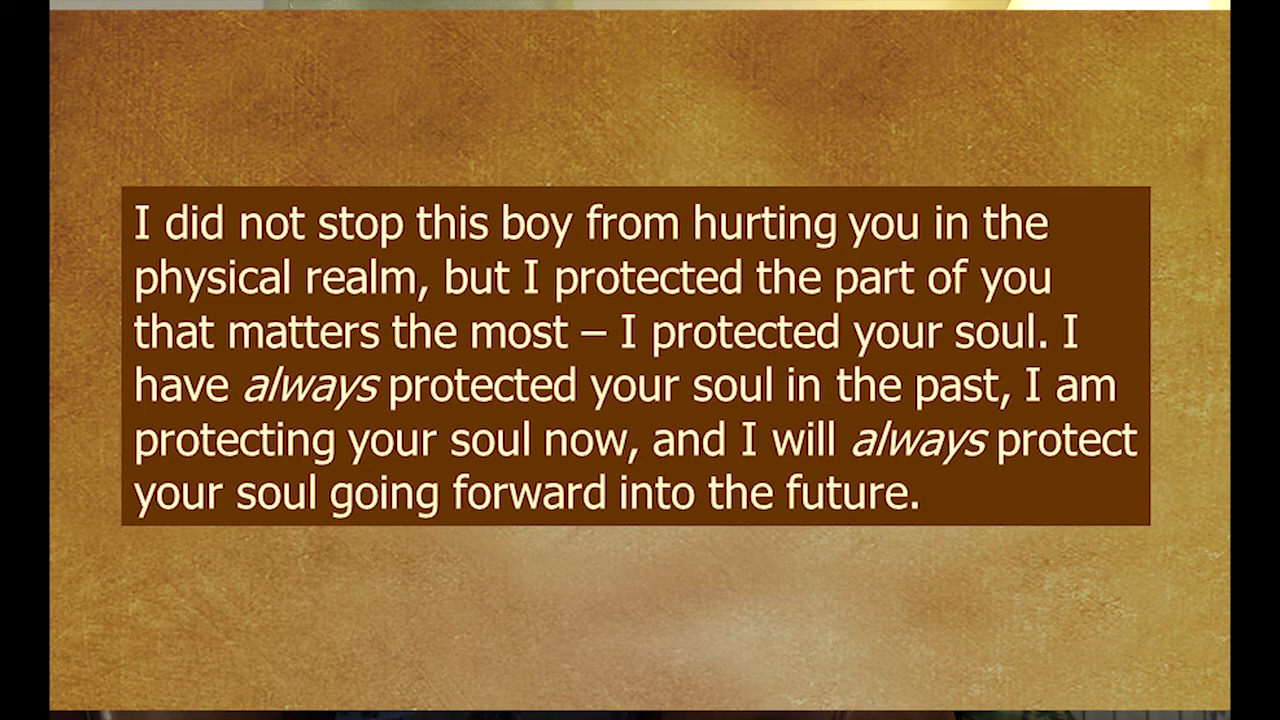 I did not stop this boy from hurting you in the
physical realm, but I protected the part of you
that matters the most – I protected your soul. I
have always protected your soul in the past, I am
protecting your soul now, and I will always protect
your soul going forward into the future.